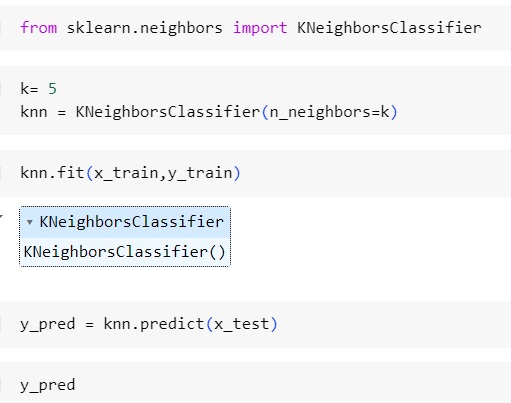 from sklearn.neighbors import KNeighborsClassifier
k= 5
knn = KNeighborsClassifier(n_neighbors=k)
knn.fit(x_train,y_train)
▾ KNeighborsClassifier
KNeighborsClassifier()
y_pred = knn.predict(x_test)
y_pred